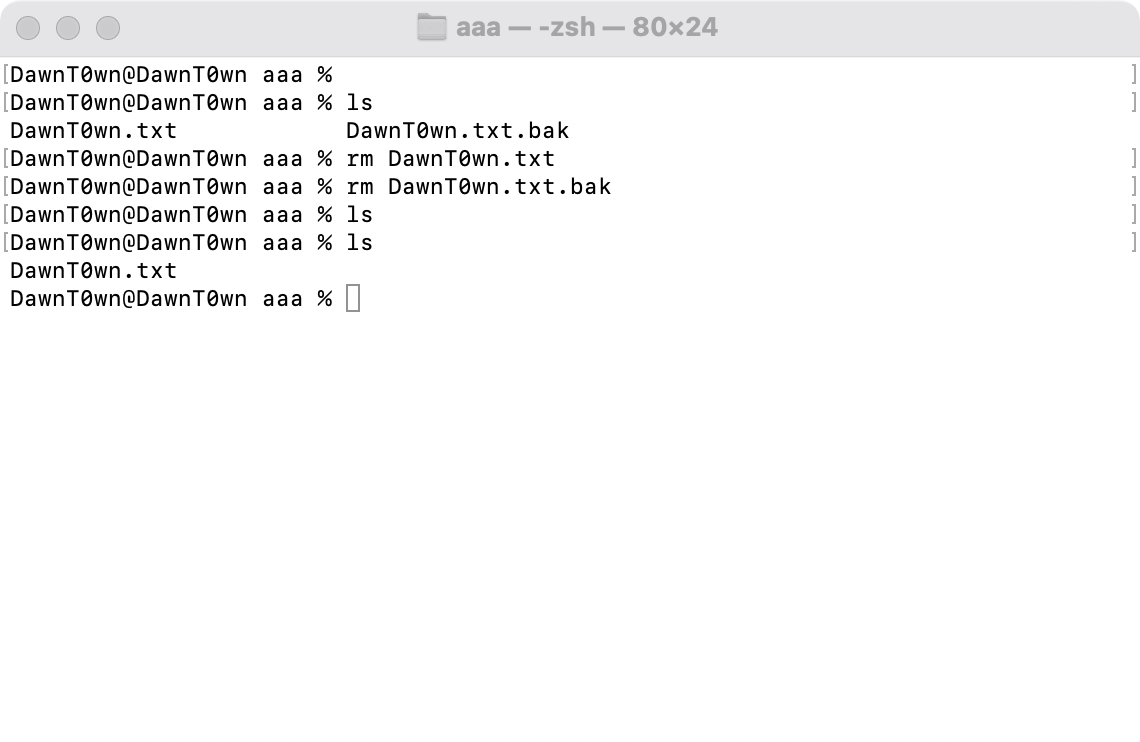 aaa — -zsh — 80×24
DawnT0wn@DawnT0wn aaa %
DawnT0wn@DawnT0wn aaa % ls
DawnT0wn.txt DawnT0wn.txt.bak
DawnT0wn@DawnT0wn aaa % rm DawnT0wn.txt
DawnT0wn@DawnT0wn aaa % rm DawnT0wn.txt.bak
DawnT0wn@DawnT0wn aaa % ls
DawnT0wn@DawnT0wn aaa % ls
DawnT0wn.txt
DawnT0wn@DawnT0wn aaa %